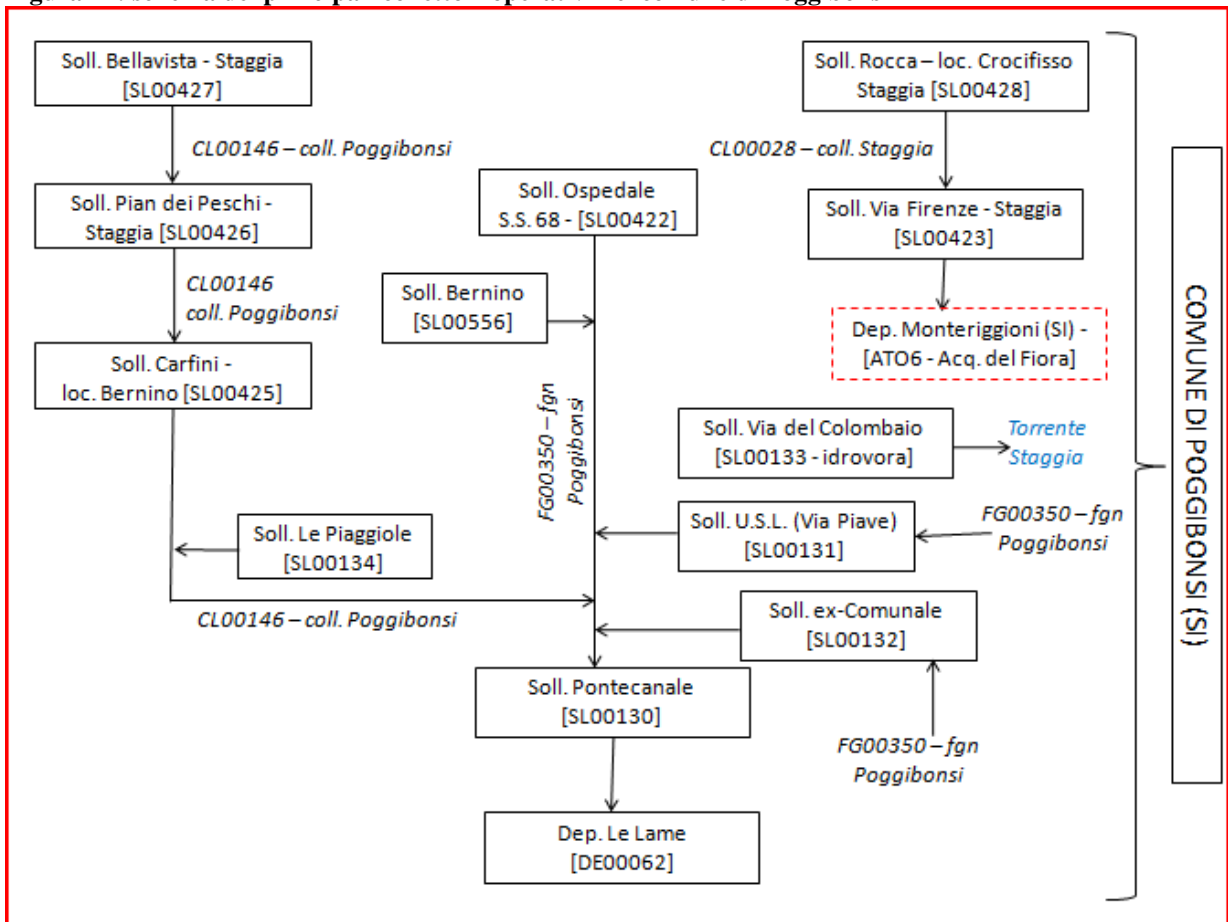 Soll. Bellavista - Staggia
[SL00427]
Soll. Rocca – loc. Crocifisso
Staggia [SL00428]
CL00146 – coll. Poggibonsi
CL00028 – coll. Staggia
Soll. Pian dei Peschi -
Staggia [SL00426]
Soll. Ospedale
S.S. 68 - [SL00422]
Soll. Via Firenze - Staggia
[SL00423]
CL00146
coll. Poggibonsi
Soll. Bernino
[SL00556]
Dep. Monteriggioni (SI) -
[ATO6 - Acq. del Fiora]
Soll. Carfini -
loc. Bernino [SL00425]
FG00350 – fgn
Poggibonsi
Soll. Via del Colombaio
[SL00133 - idrovora]
Torrente
Staggia
Soll. Le Piaggiole
[SL00134]
Soll. U.S.L. (Via Piave)
[SL00131]
FG00350 – fgn
Poggibonsi
CL00146 – coll. Poggibonsi
Soll. ex-Comunale
[SL00132]
Soll. Pontecanale
[SL00130]
FG00350 – fgn
Poggibonsi
Dep. Le Lame
[DE00062]
COMUNE DI POGGIBONSI (SI)